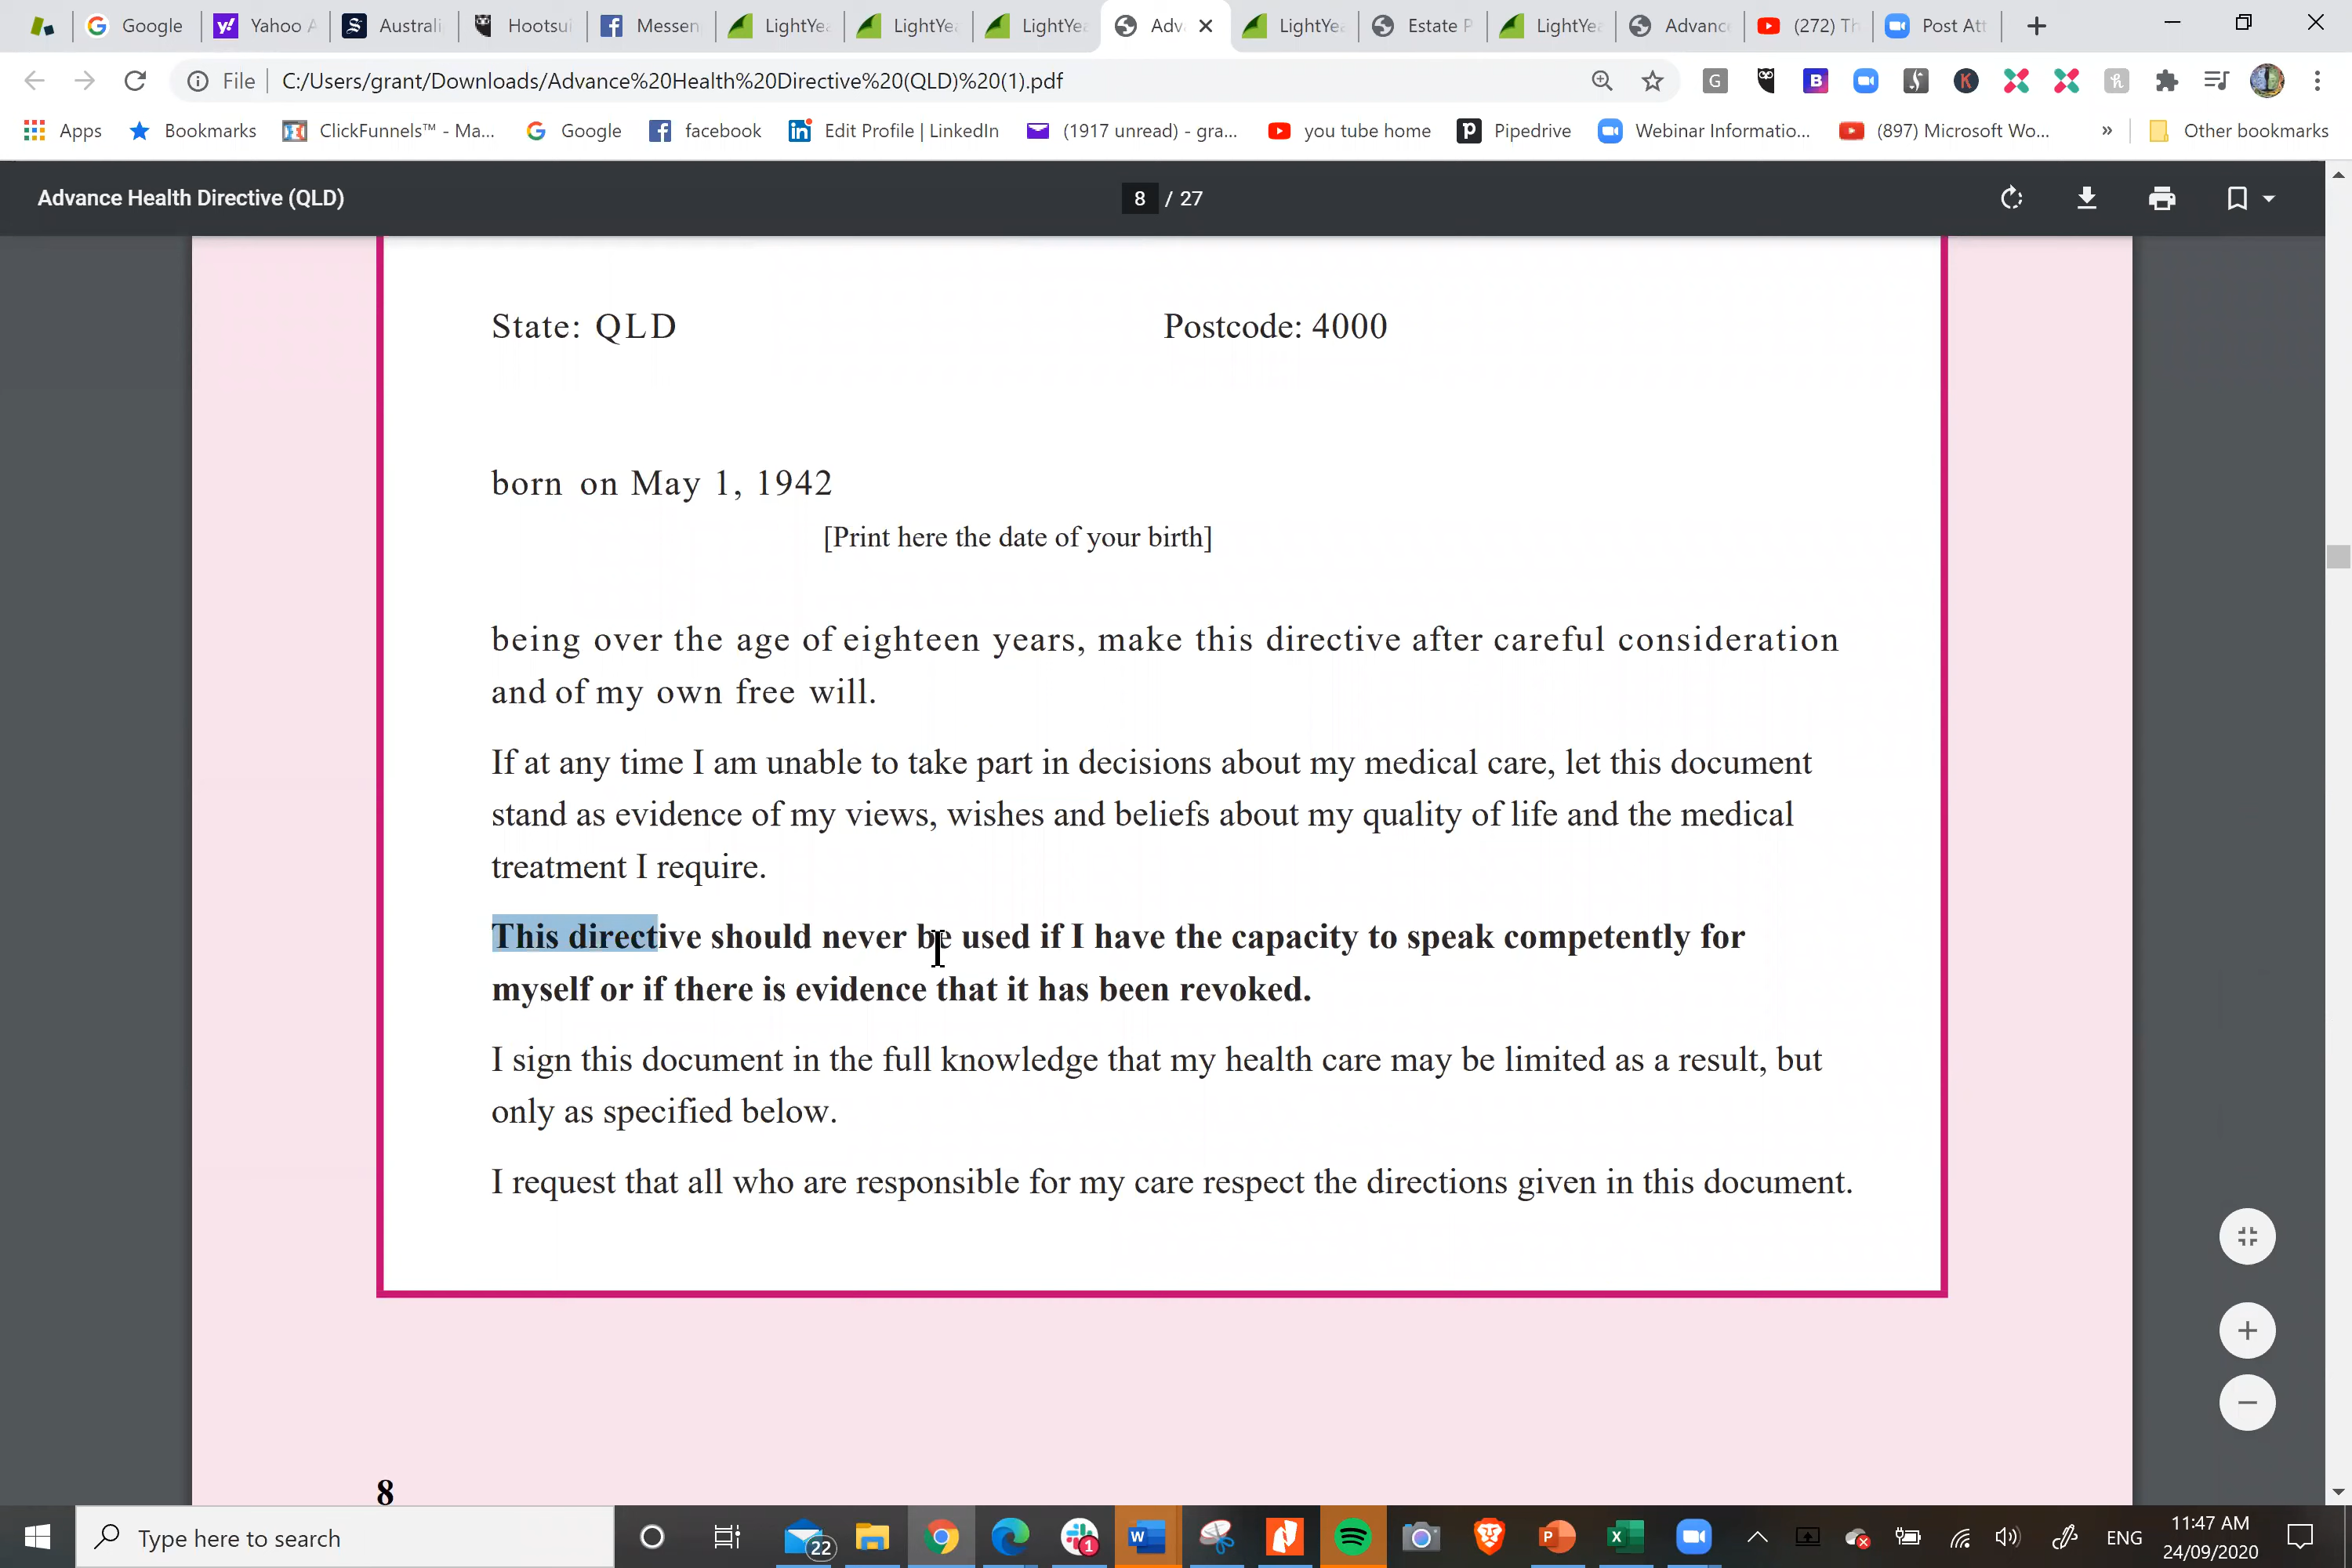 Google
Yahoo A
Australi
Hootsui
Messen
LightYea
LightYea
LightYea
Adv
LightYea
Estate P
LightYea
Advance
(272) Th
Post Att
File C:/Users/grant/Downloads/Advance%20Health%20Directive%20(QLD)%20(1).pdf
Apps Bookmarks ClickFunnels™ - Ma... Google facebook Edit Profile | LinkedIn (1917 unread) - gra... you tube home Pipedrive Webinar Informatio... (897) Microsoft Wo... » Other bookmarks
Advance Health Directive (QLD) 8 / 27
State: QLD Postcode: 4000
born on May 1, 1942
[Print here the date of your birth]
being over the age of eighteen years, make this directive after careful consideration
and of my own free will.
If at any time I am unable to take part in decisions about my medical care, let this document
stand as evidence of my views, wishes and beliefs about my quality of life and the medical
treatment I require.
This directive should never be used if I have the capacity to speak competently for
myself or if there is evidence that it has been revoked.
I sign this document in the full knowledge that my health care may be limited as a result, but
only as specified below.
I request that all who are responsible for my care respect the directions given in this document.
8
Type here to search 22 1 ENG 11:47 AM
24/09/2020